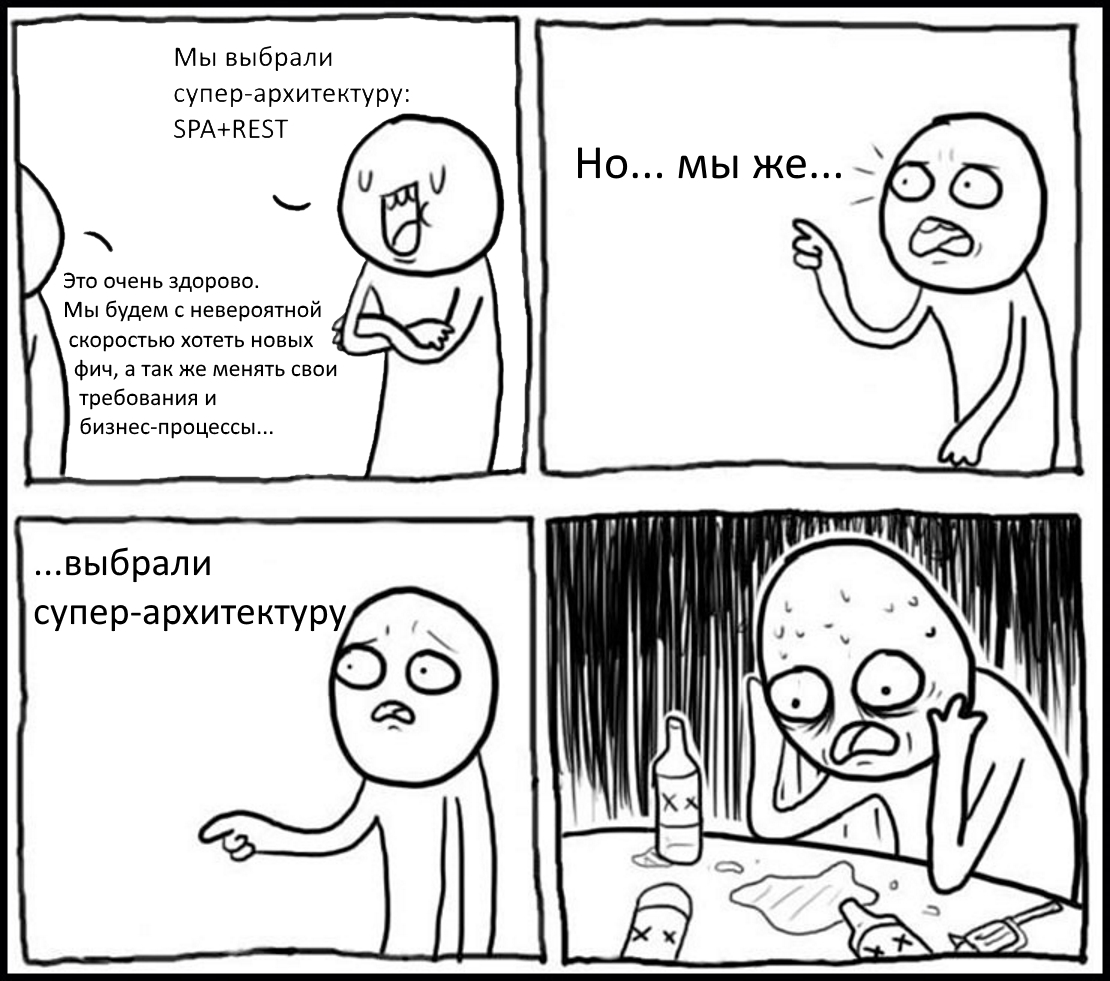 Мы выбрали
супер-архитектуру:
SPA+REST
Это очень здорово.
Мы будем с невероятной
скоростью хотеть новых
фич, а так же менять свои
требования и
бизнес-процессы...
Но... мы же...
...выбрали
супер-архитектуру
x x
x x
x x